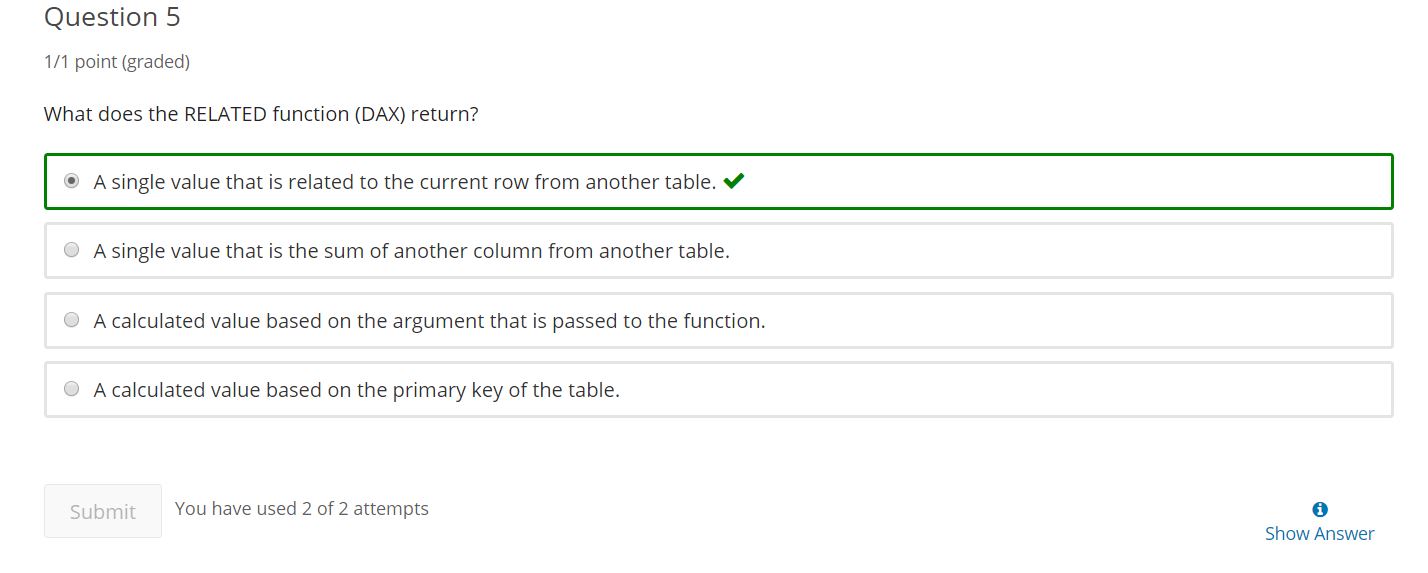 Question 5
1/1 point (graded)
What does the RELATED function (DAX) return?
A single value that is related to the current row from another table.
A single value that is the sum of another column from another table.
A calculated value based on the argument that is passed to the function.
A calculated value based on the primary key of the table.
Submit You have used 2 of 2 attempts
Show Answer